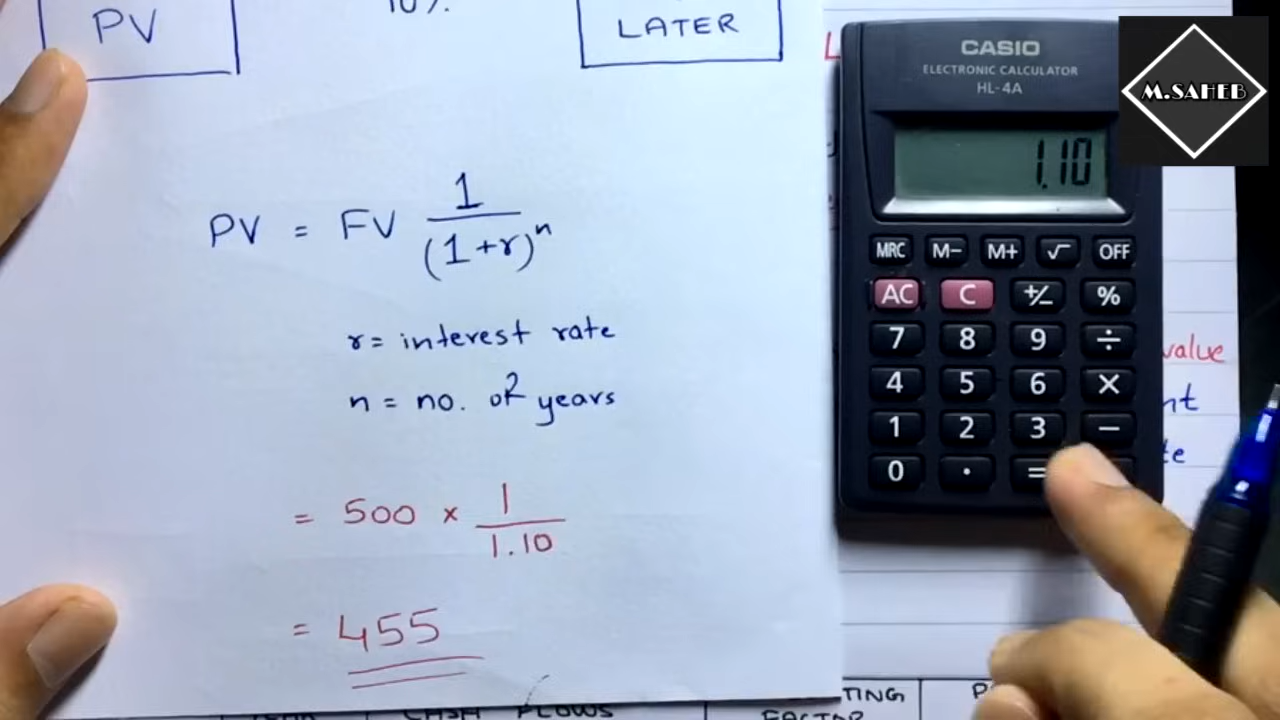 PV
10%.
LATER
PV = FV 1/(1+r)^n
r = interest rate
n = no. of years
= 500 × 1/1.10
= 455
CASIO
ELECTRONIC CALCULATOR
HL-4A
1.10
MRC M− M+ √ OFF
AC C +/− %
7 8 9 ÷
4 5 6 ×
1 2 3 −
0 . =
M.SAHEB
value
CASH FLOWS
FACTOR